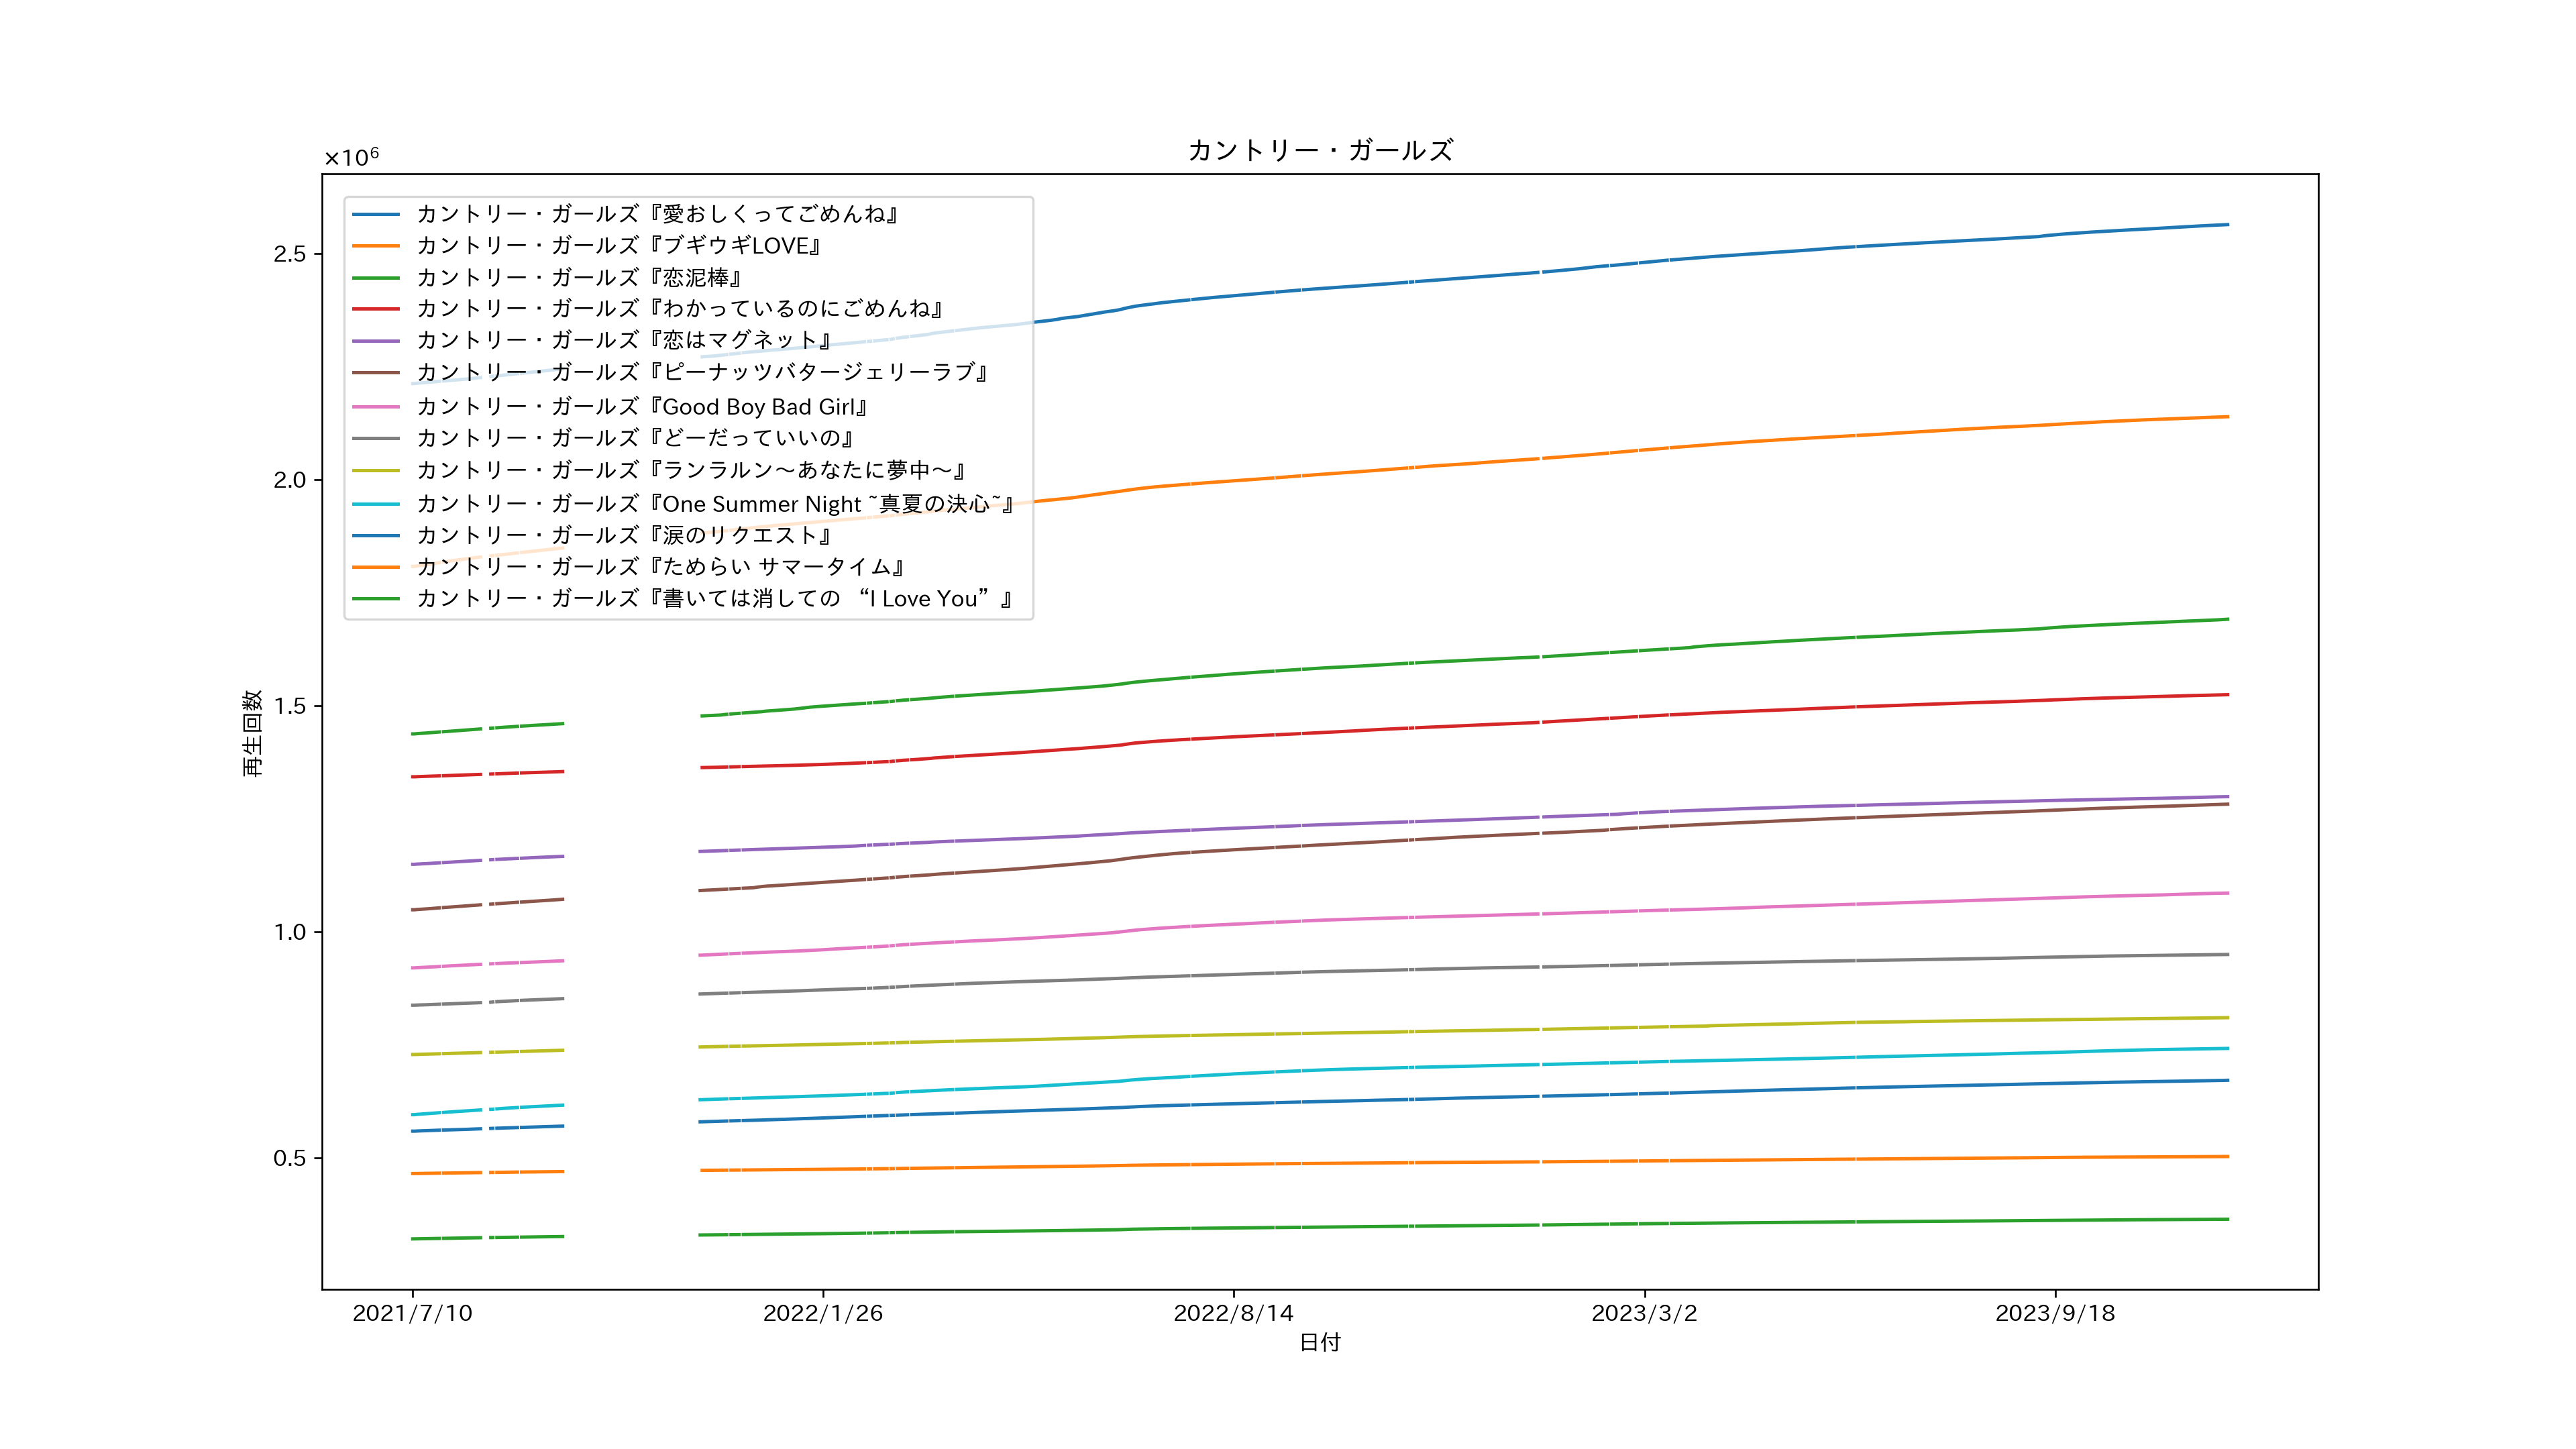 カントリー・ガールズ
×10⁶
カントリー・ガールズ『愛おしくってごめんね』
カントリー・ガールズ『ブギウギLOVE』
カントリー・ガールズ『恋泥棒』
カントリー・ガールズ『わかっているのにごめんね』
カントリー・ガールズ『恋はマグネット』
カントリー・ガールズ『ピーナッツバタージェリーラブ』
カントリー・ガールズ『Good Boy Bad Girl』
カントリー・ガールズ『どーだっていいの』
カントリー・ガールズ『ランラルン〜あなたに夢中〜』
カントリー・ガールズ『One Summer Night ~真夏の決心~』
カントリー・ガールズ『涙のリクエスト』
カントリー・ガールズ『ためらい サマータイム』
カントリー・ガールズ『書いては消しての “I Love You” 』
2.5
2.0
1.5
1.0
0.5
再生回数
2021/7/10
2022/1/26
2022/8/14
2023/3/2
2023/9/18
日付